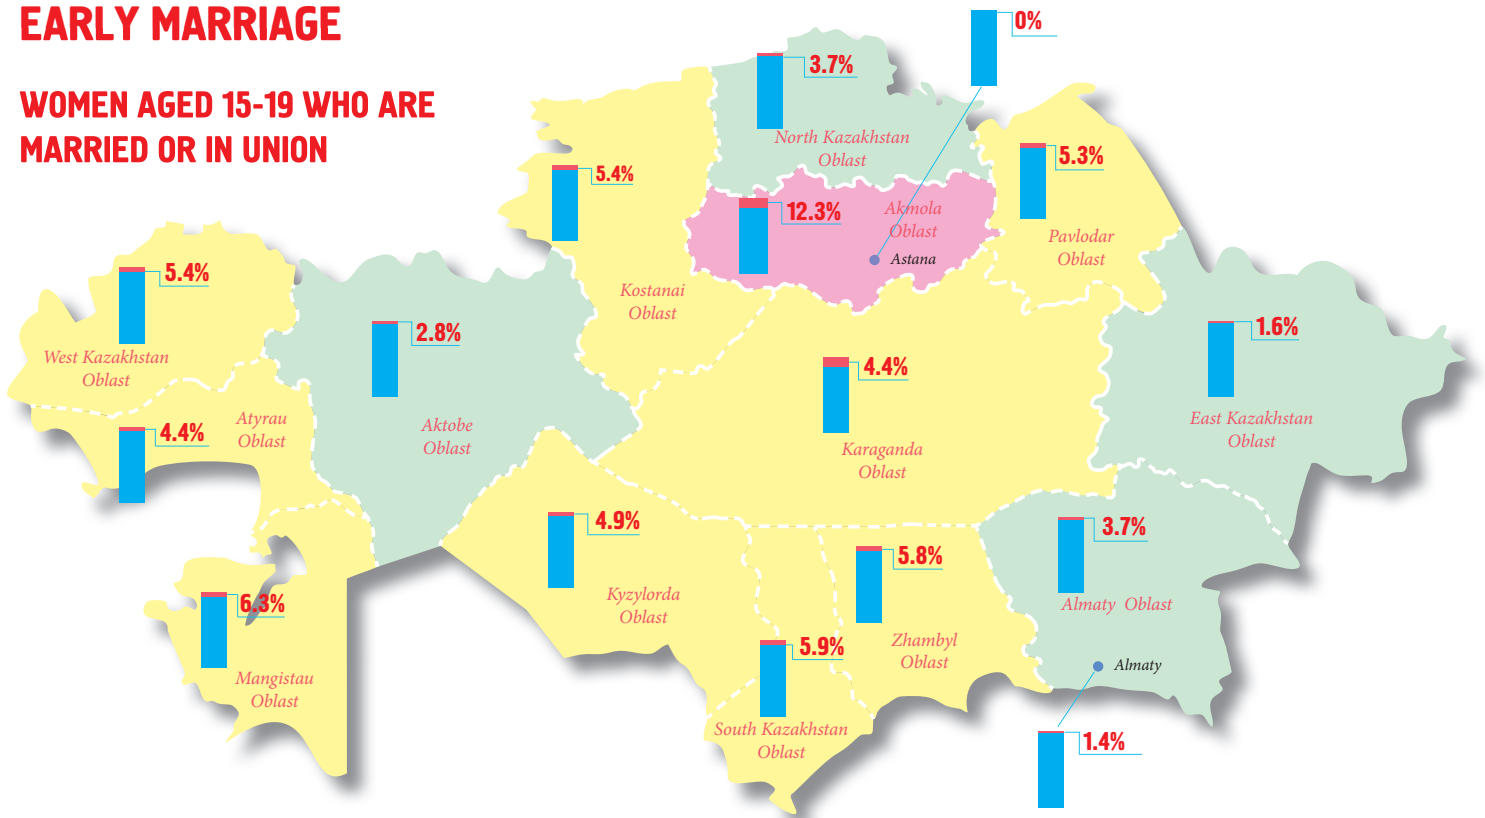 EARLY MARRIAGE
WOMEN AGED 15-19 WHO ARE
MARRIED OR IN UNION
0%
3.7%
North Kazakhstan
Oblast
5.3%
Pavlodar
Oblast
5.4%
Kostanai
Oblast
12.3%
Akmola
Oblast
Astana
5.4%
West Kazakhstan
Oblast
2.8%
Aktobe
Oblast
4.4%
Karaganda
Oblast
1.6%
East Kazakhstan
Oblast
4.4%
Atyrau
Oblast
4.9%
Kyzylorda
Oblast
5.8%
Zhambyl
Oblast
3.7%
Almaty Oblast
6.3%
Mangistau
Oblast
5.9%
South Kazakhstan
Oblast
Almaty
1.4%